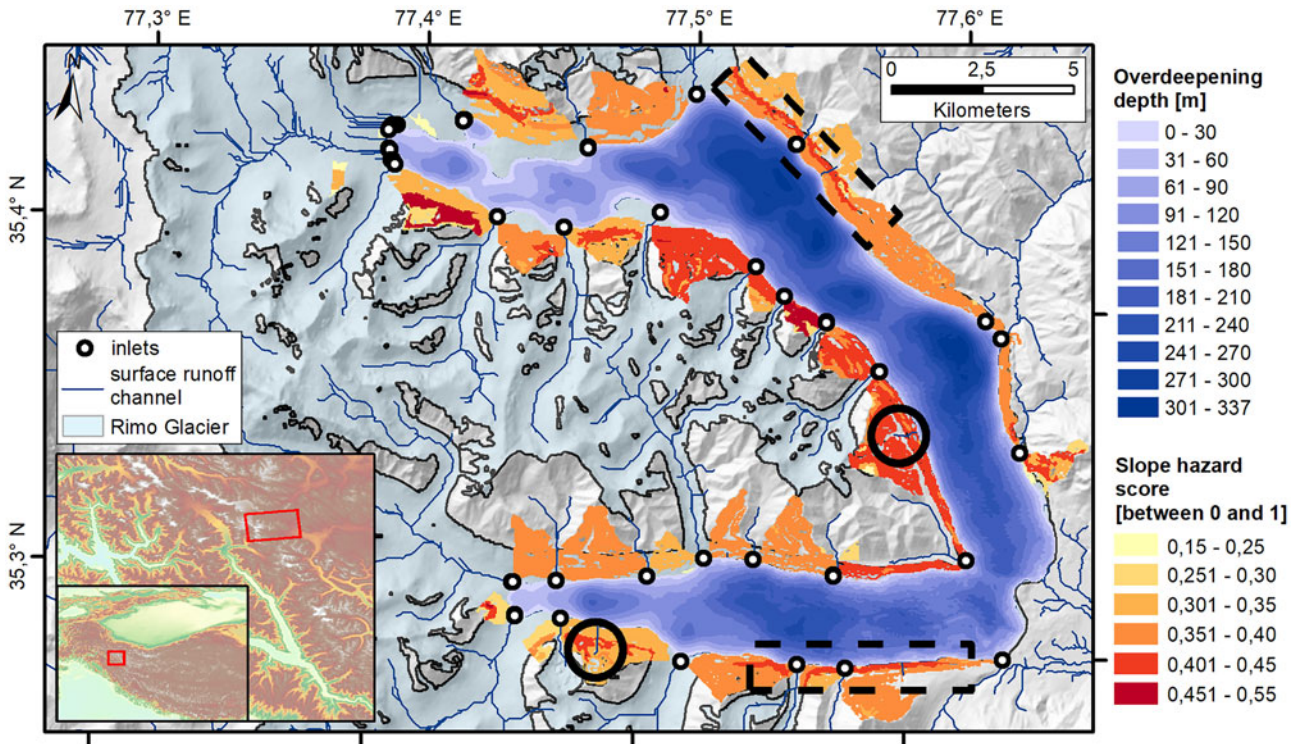 77,3° E
77,4° E
77,5° E
77,6° E
35,4° N
35,3° N
0 2,5 5
Kilometers
inlets
surface runoff
channel
Rimo Glacier
Overdeepening
depth [m]
0 - 30
31 - 60
61 - 90
91 - 120
121 - 150
151 - 180
181 - 210
211 - 240
241 - 270
271 - 300
301 - 337
Slope hazard
score
[between 0 and 1]
0,15 - 0,25
0,251 - 0,30
0,301 - 0,35
0,351 - 0,40
0,401 - 0,45
0,451 - 0,55